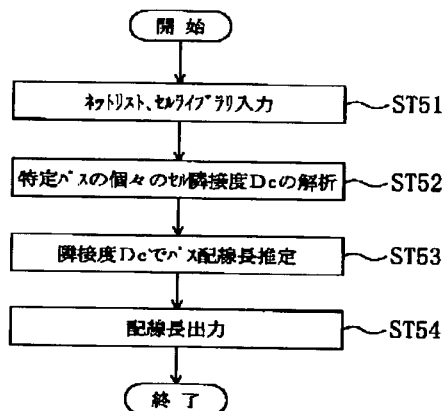 開 始
ネットリスト、セルライブラリ入力 ST51
特定パスの個々のセル隣接度Dcの解析 ST52
隣接度Dcでパス配線長推定 ST53
配線長出力 ST54
終 了